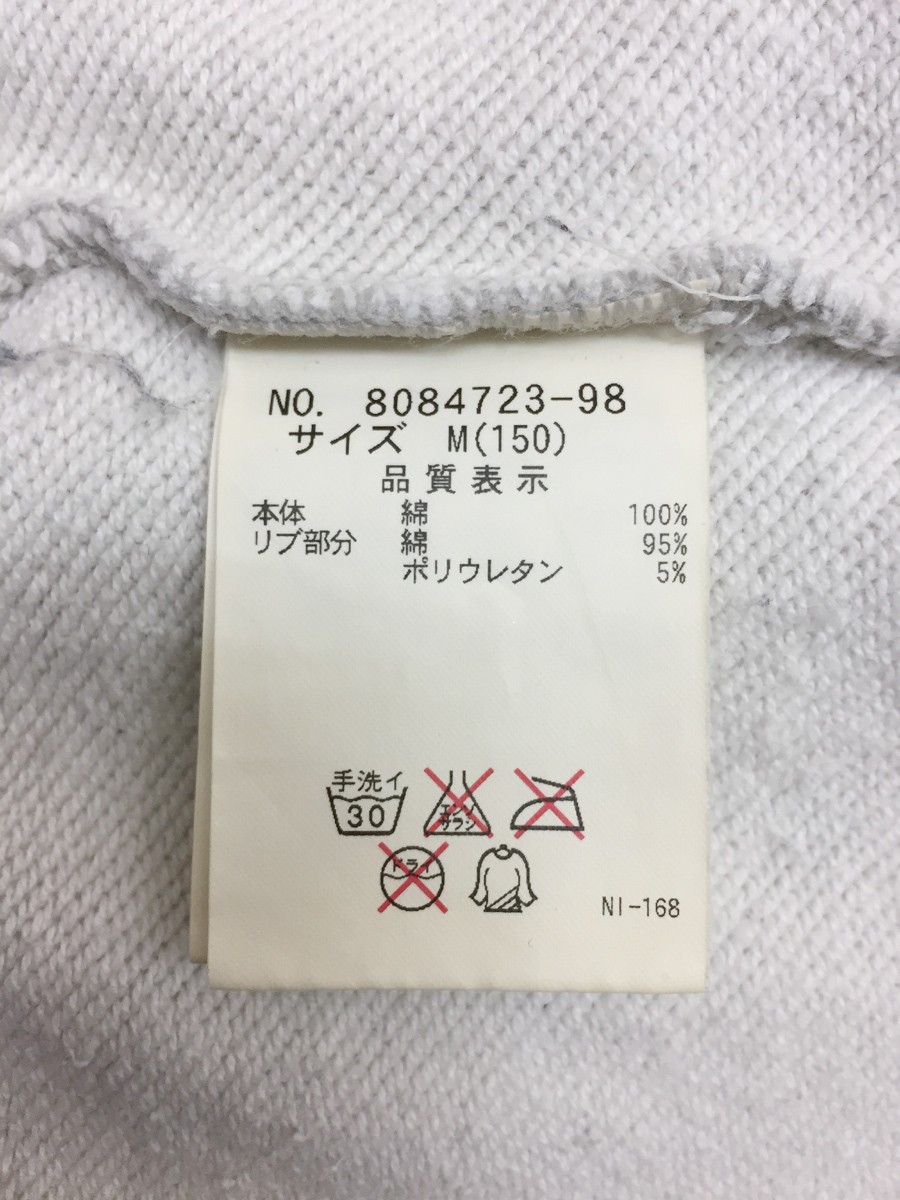 NO. 8084723-98
サイズ M(150)
品質表示
本体 綿 100%
リブ部分 綿 95%
ポリウレタン 5%
手洗イ
30
エンソ
サラシ
ドライ
NI-168